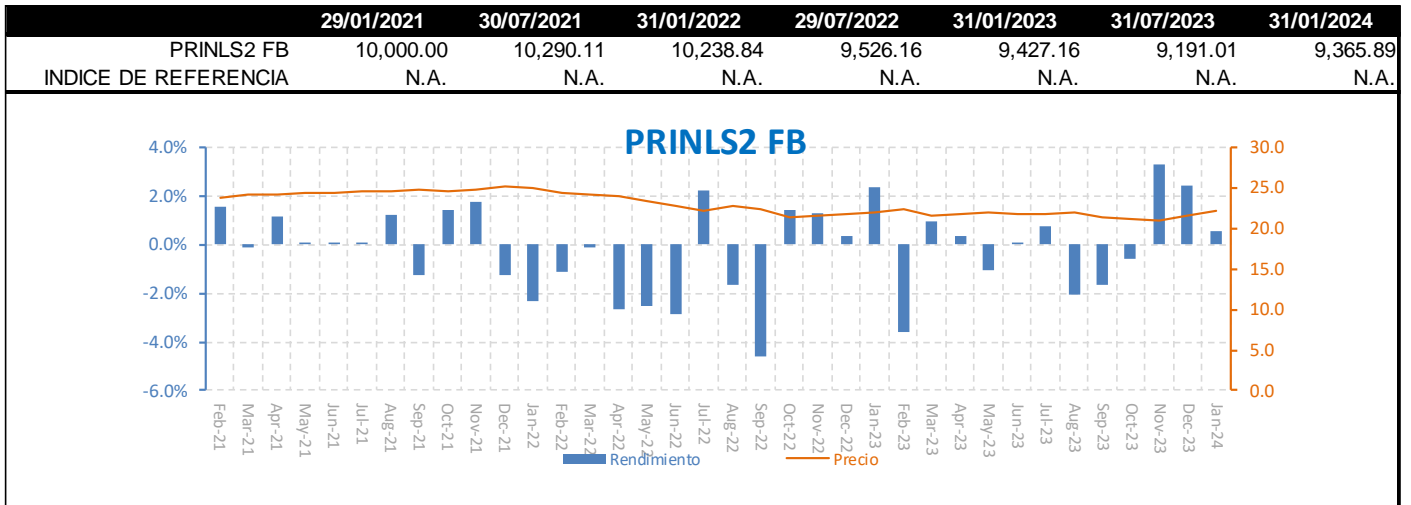 29/01/2021 30/07/2021 31/01/2022 29/07/2022 31/01/2023 31/07/2023 31/01/2024
PRINLS2 FB 10,000.00 10,290.11 10,238.84 9,526.16 9,427.16 9,191.01 9,365.89
INDICE DE REFERENCIA N.A. N.A. N.A. N.A. N.A. N.A. N.A.
PRINLS2 FB
4.0% 30.0
2.0% 25.0
0.0% 20.0
-2.0% 15.0
-4.0% 10.0
-6.0% 5.0
0.0
Feb-21 Mar-21 Apr-21 May-21 Jun-21 Jul-21 Aug-21 Sep-21 Oct-21 Nov-21 Dec-21 Jan-22 Feb-22 Mar-22 Apr-22 May-22 Jun-22 Jul-22 Aug-22 Sep-22 Oct-22 Nov-22 Dec-22 Jan-23 Feb-23 Mar-23 Apr-23 May-23 Jun-23 Jul-23 Aug-23 Sep-23 Oct-23 Nov-23 Dec-23 Jan-24
Rendimiento Precio